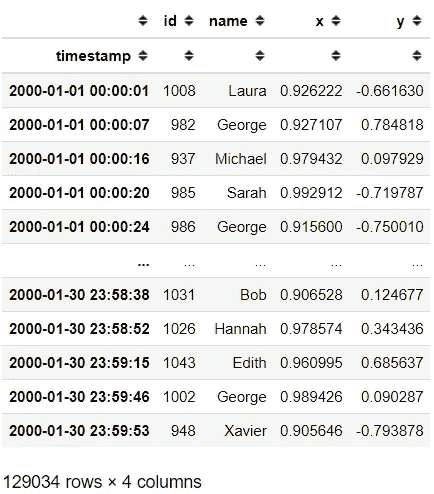 id name x y
timestamp
2000-01-01 00:00:01 1008 Laura 0.926222 -0.661630
2000-01-01 00:00:07 982 George 0.927107 0.784818
2000-01-01 00:00:16 937 Michael 0.979432 0.097929
2000-01-01 00:00:20 985 Sarah 0.992912 -0.719787
2000-01-01 00:00:24 986 George 0.915600 -0.750010
... ... ... ... ...
2000-01-30 23:58:38 1031 Bob 0.906528 0.124677
2000-01-30 23:58:52 1026 Hannah 0.978574 0.343436
2000-01-30 23:59:15 1043 Edith 0.960995 0.685637
2000-01-30 23:59:46 1002 George 0.989426 0.090287
2000-01-30 23:59:53 948 Xavier 0.905646 -0.793878
129034 rows × 4 columns